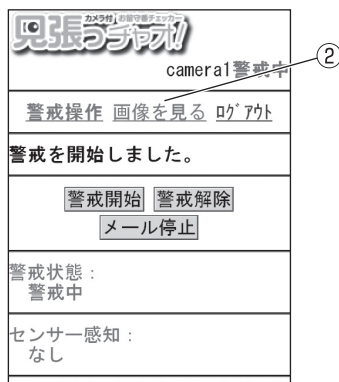 カメラ付 お留守番チェッカー
見張っチャオ!
camera1警戒中
②
警戒操作 画像を見る ﾛｸﾞｱｳﾄ
警戒を開始しました。
警戒開始 警戒解除
メール停止
警戒状態:
警戒中
センサー感知:
なし